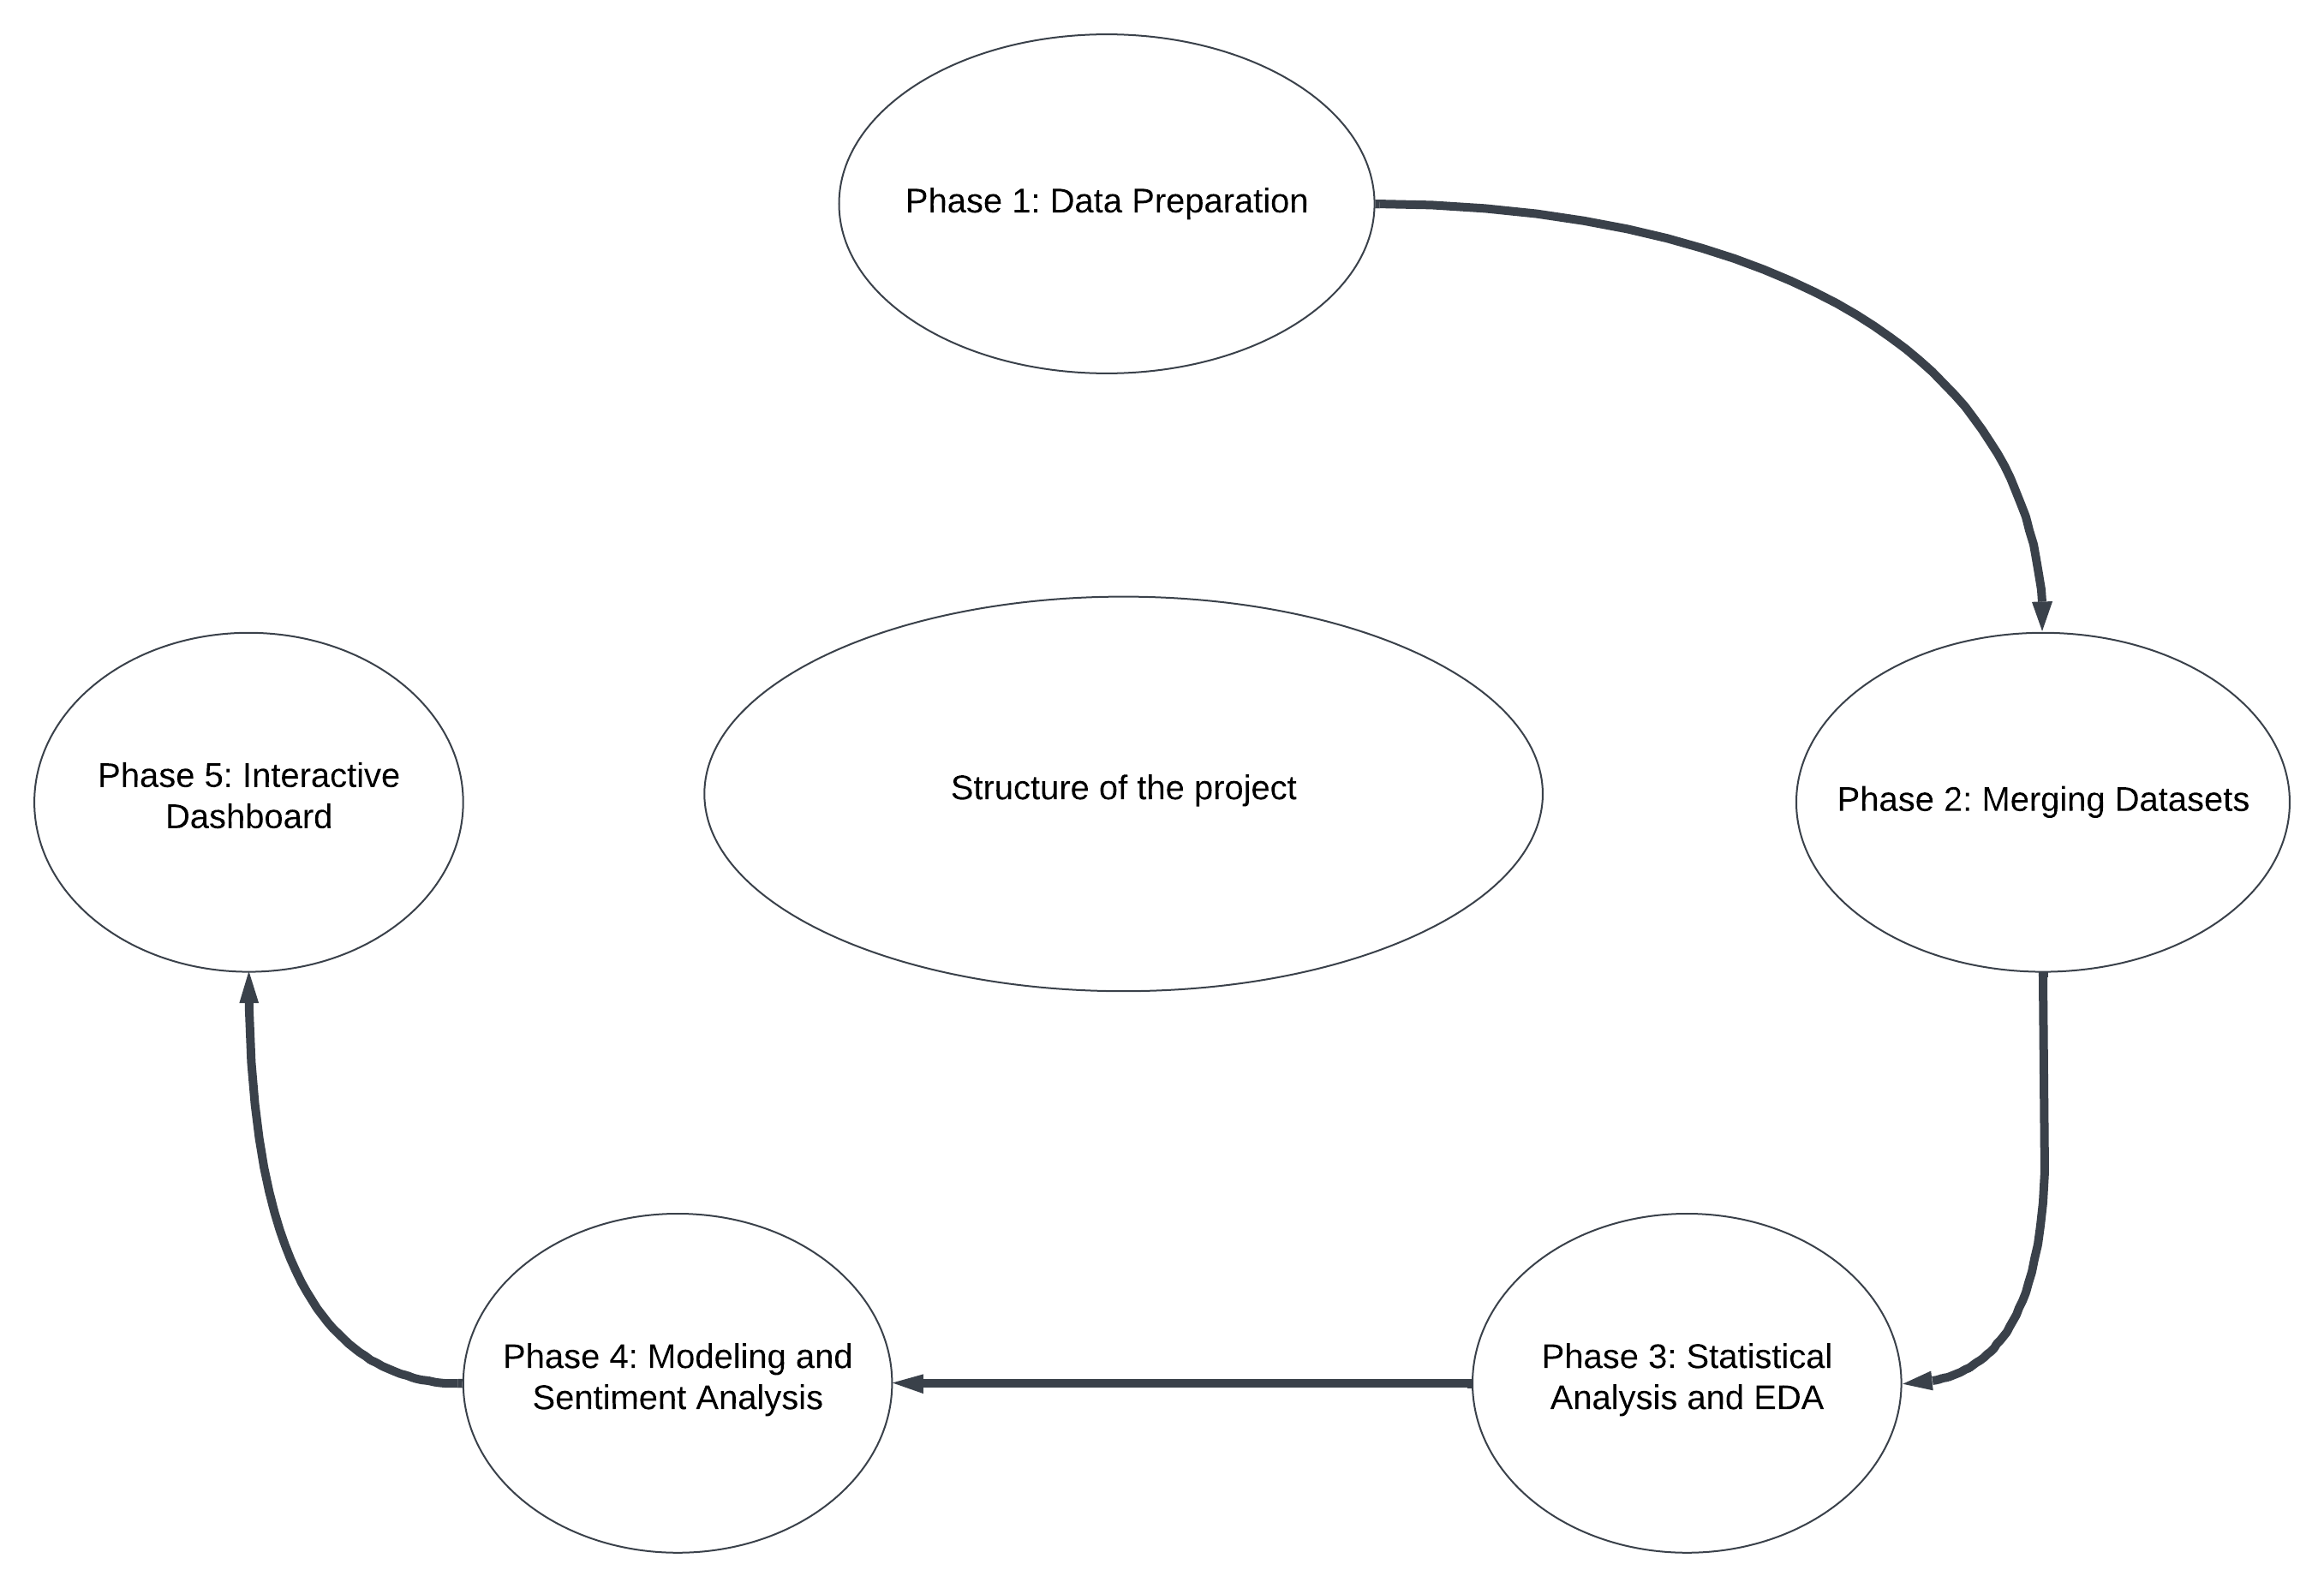 Phase 1: Data Preparation
Phase 5: Interactive
Dashboard
Structure of the project
Phase 2: Merging Datasets
Phase 4: Modeling and
Sentiment Analysis
Phase 3: Statistical
Analysis and EDA